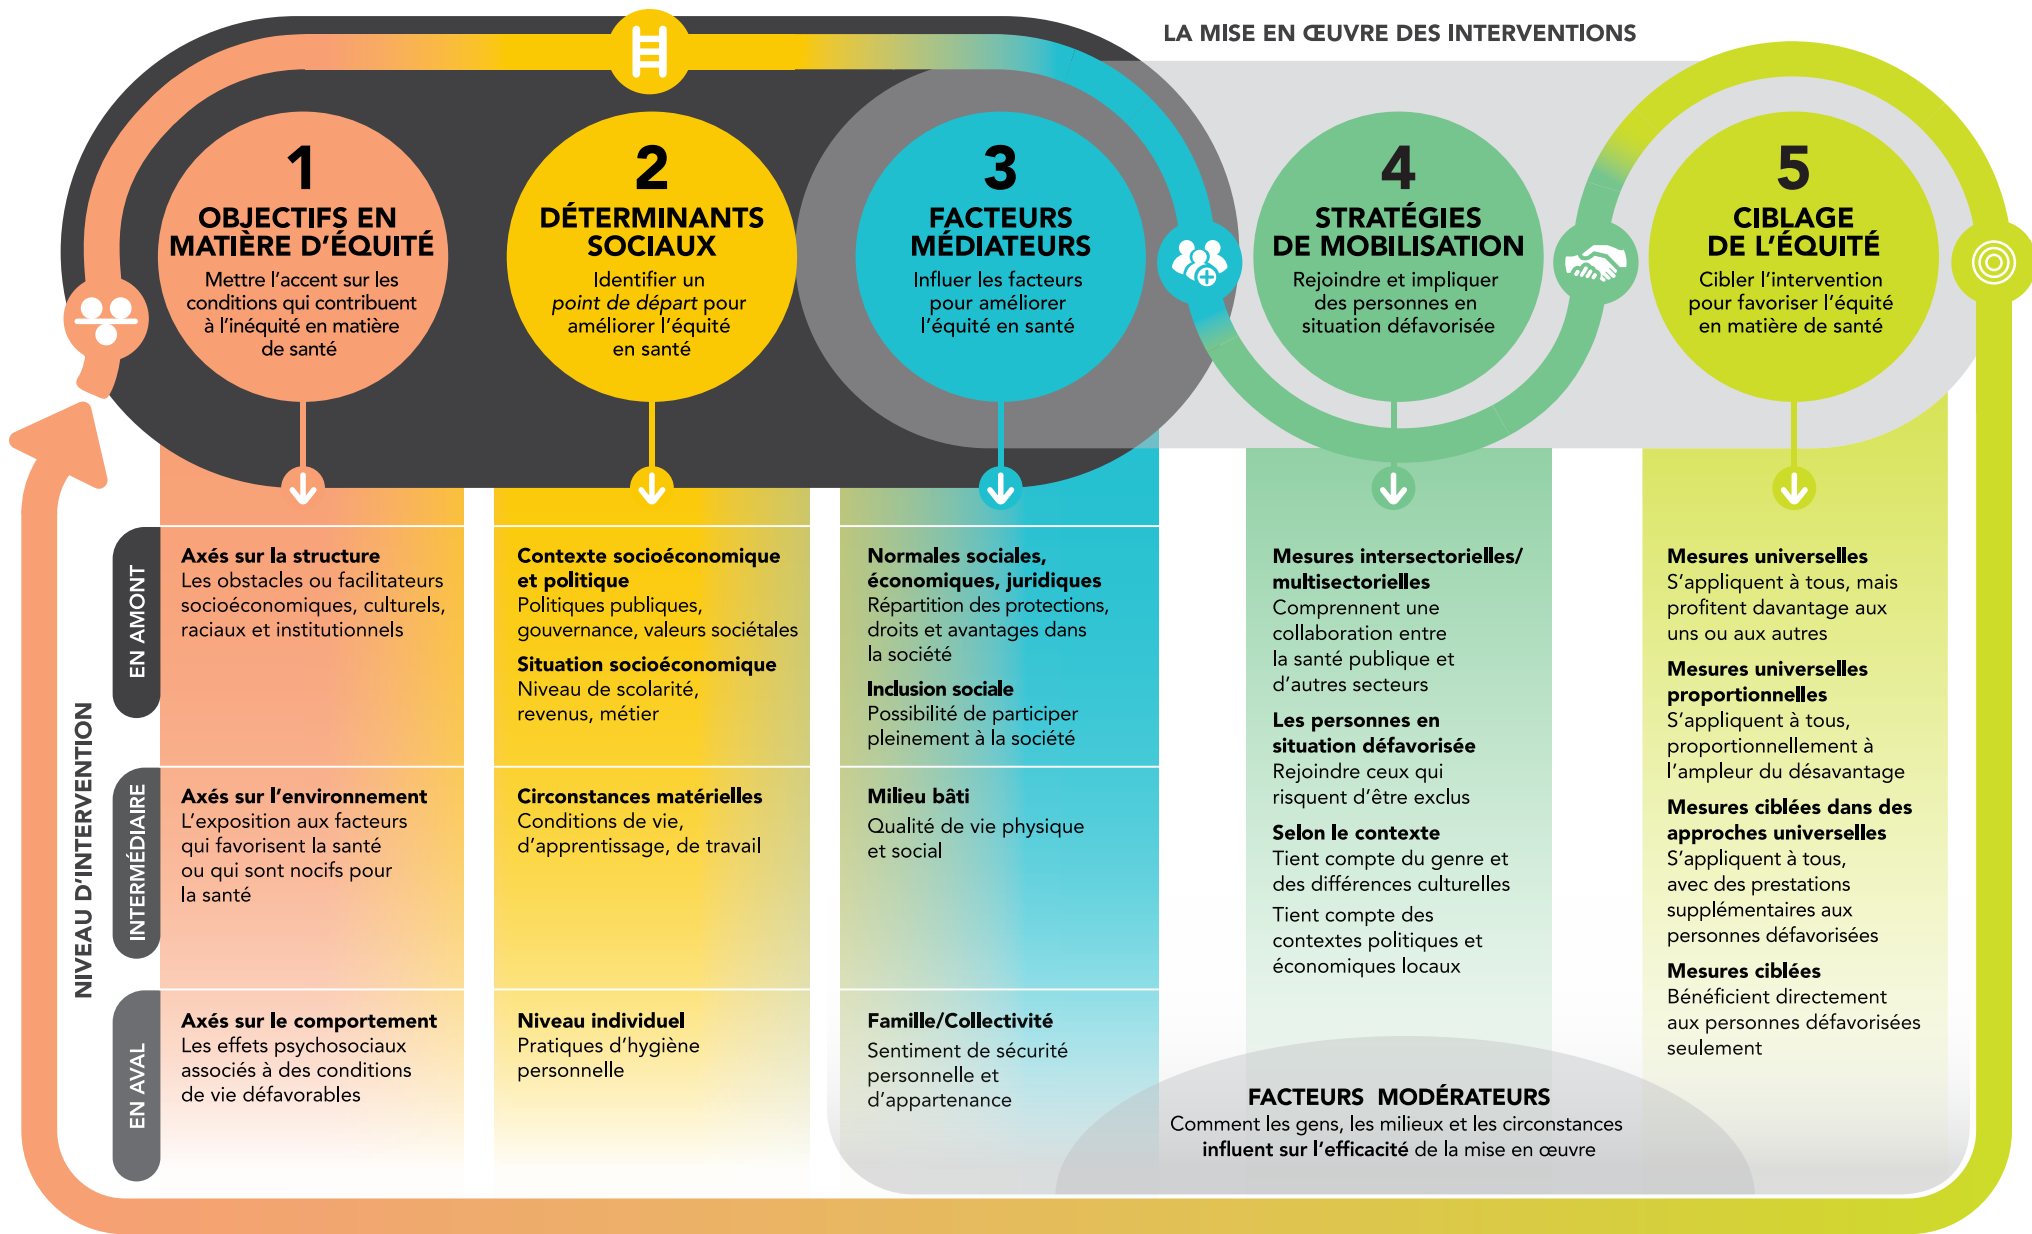 LA MISE EN ŒUVRE DES INTERVENTIONS
1
OBJECTIFS EN
MATIÈRE D’ÉQUITÉ
Mettre l’accent sur les
conditions qui contribuent
à l’inéquité en matière
de santé
2
DÉTERMINANTS
SOCIAUX
Identifier un
point de départ pour
améliorer l’équité
en santé
3
FACTEURS
MÉDIATEURS
Influer les facteurs
pour améliorer
l’équité en santé
4
STRATÉGIES
DE MOBILISATION
Rejoindre et impliquer
des personnes en
situation défavorisée
5
CIBLAGE
DE L’ÉQUITÉ
Cibler l’intervention
pour favoriser l’équité
en matière de santé
NIVEAU D’INTERVENTION
EN AMONT
Axés sur la structure
Les obstacles ou facilitateurs
socioéconomiques, culturels,
raciaux et institutionnels
Contexte socioéconomique
et politique
Politiques publiques,
gouvernance, valeurs sociétales
Situation socioéconomique
Niveau de scolarité,
revenus, métier
Normales sociales,
économiques, juridiques
Répartition des protections,
droits et avantages dans
la société
Inclusion sociale
Possibilité de participer
pleinement à la société
INTERMÉDIAIRE
Axés sur l’environnement
L’exposition aux facteurs
qui favorisent la santé
ou qui sont nocifs pour
la santé
Circonstances matérielles
Conditions de vie,
d’apprentissage, de travail
Milieu bâti
Qualité de vie physique
et social
EN AVAL
Axés sur le comportement
Les effets psychosociaux
associés à des conditions
de vie défavorables
Niveau individuel
Pratiques d’hygiène
personnelle
Famille/Collectivité
Sentiment de sécurité
personnelle et
d’appartenance
Mesures intersectorielles/
multisectorielles
Comprennent une
collaboration entre
la santé publique et
d’autres secteurs
Les personnes en
situation défavorisée
Rejoindre ceux qui
risquent d’être exclus
Selon le contexte
Tient compte du genre et
des différences culturelles
Tient compte des
contextes politiques et
économiques locaux
Mesures universelles
S’appliquent à tous, mais
profitent davantage aux
uns ou aux autres
Mesures universelles
proportionnelles
S’appliquent à tous,
proportionnellement à
l’ampleur du désavantage
Mesures ciblées dans des
approches universelles
S’appliquent à tous,
avec des prestations
supplémentaires aux
personnes défavorisées
Mesures ciblées
Bénéficient directement
aux personnes défavorisées
seulement
FACTEURS MODÉRATEURS
Comment les gens, les milieux et les circonstances
influent sur l’efficacité de la mise en œuvre